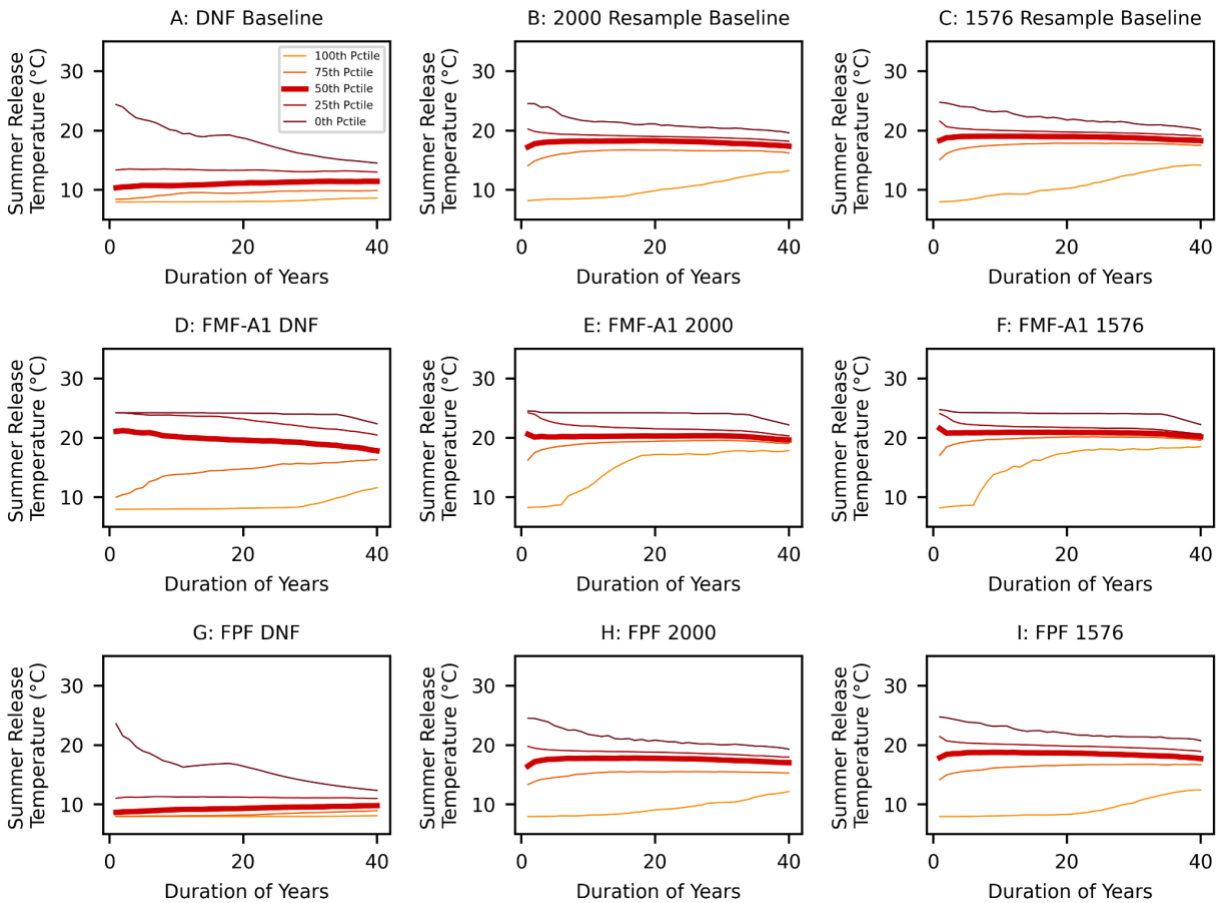 A: DNF Baseline
Summer Release
Temperature (°C)
30
20
10
100th Pctile
75th Pctile
50th Pctile
25th Pctile
0th Pctile
0
20
40
Duration of Years
B: 2000 Resample Baseline
Summer Release
Temperature (°C)
30
20
10
0
20
40
Duration of Years
C: 1576 Resample Baseline
Summer Release
Temperature (°C)
30
20
10
0
20
40
Duration of Years
D: FMF-A1 DNF
Summer Release
Temperature (°C)
30
20
10
0
20
40
Duration of Years
E: FMF-A1 2000
Summer Release
Temperature (°C)
30
20
10
0
20
40
Duration of Years
F: FMF-A1 1576
Summer Release
Temperature (°C)
30
20
10
0
20
40
Duration of Years
G: FPF DNF
Summer Release
Temperature (°C)
30
20
10
0
20
40
Duration of Years
H: FPF 2000
Summer Release
Temperature (°C)
30
20
10
0
20
40
Duration of Years
I: FPF 1576
Summer Release
Temperature (°C)
30
20
10
0
20
40
Duration of Years